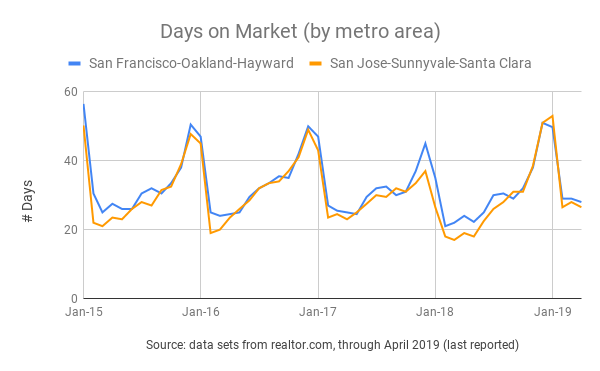 Days on Market (by metro area)
San Francisco-Oakland-Hayward
San Jose-Sunnyvale-Santa Clara
60
40
20
0
# Days
Jan-15
Jan-16
Jan-17
Jan-18
Jan-19
Source: data sets from realtor.com, through April 2019 (last reported)